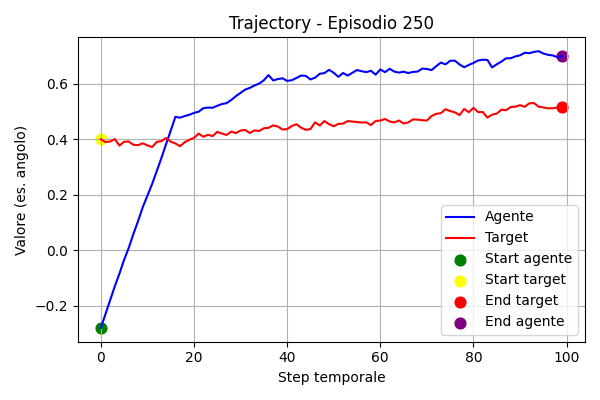 Trajectory - Episodio 250
Valore (es. angolo)
0.6
0.4
0.2
0.0
−0.2
Agente
Target
Start agente
Start target
End target
End agente
0 20 40 60 80 100
Step temporale